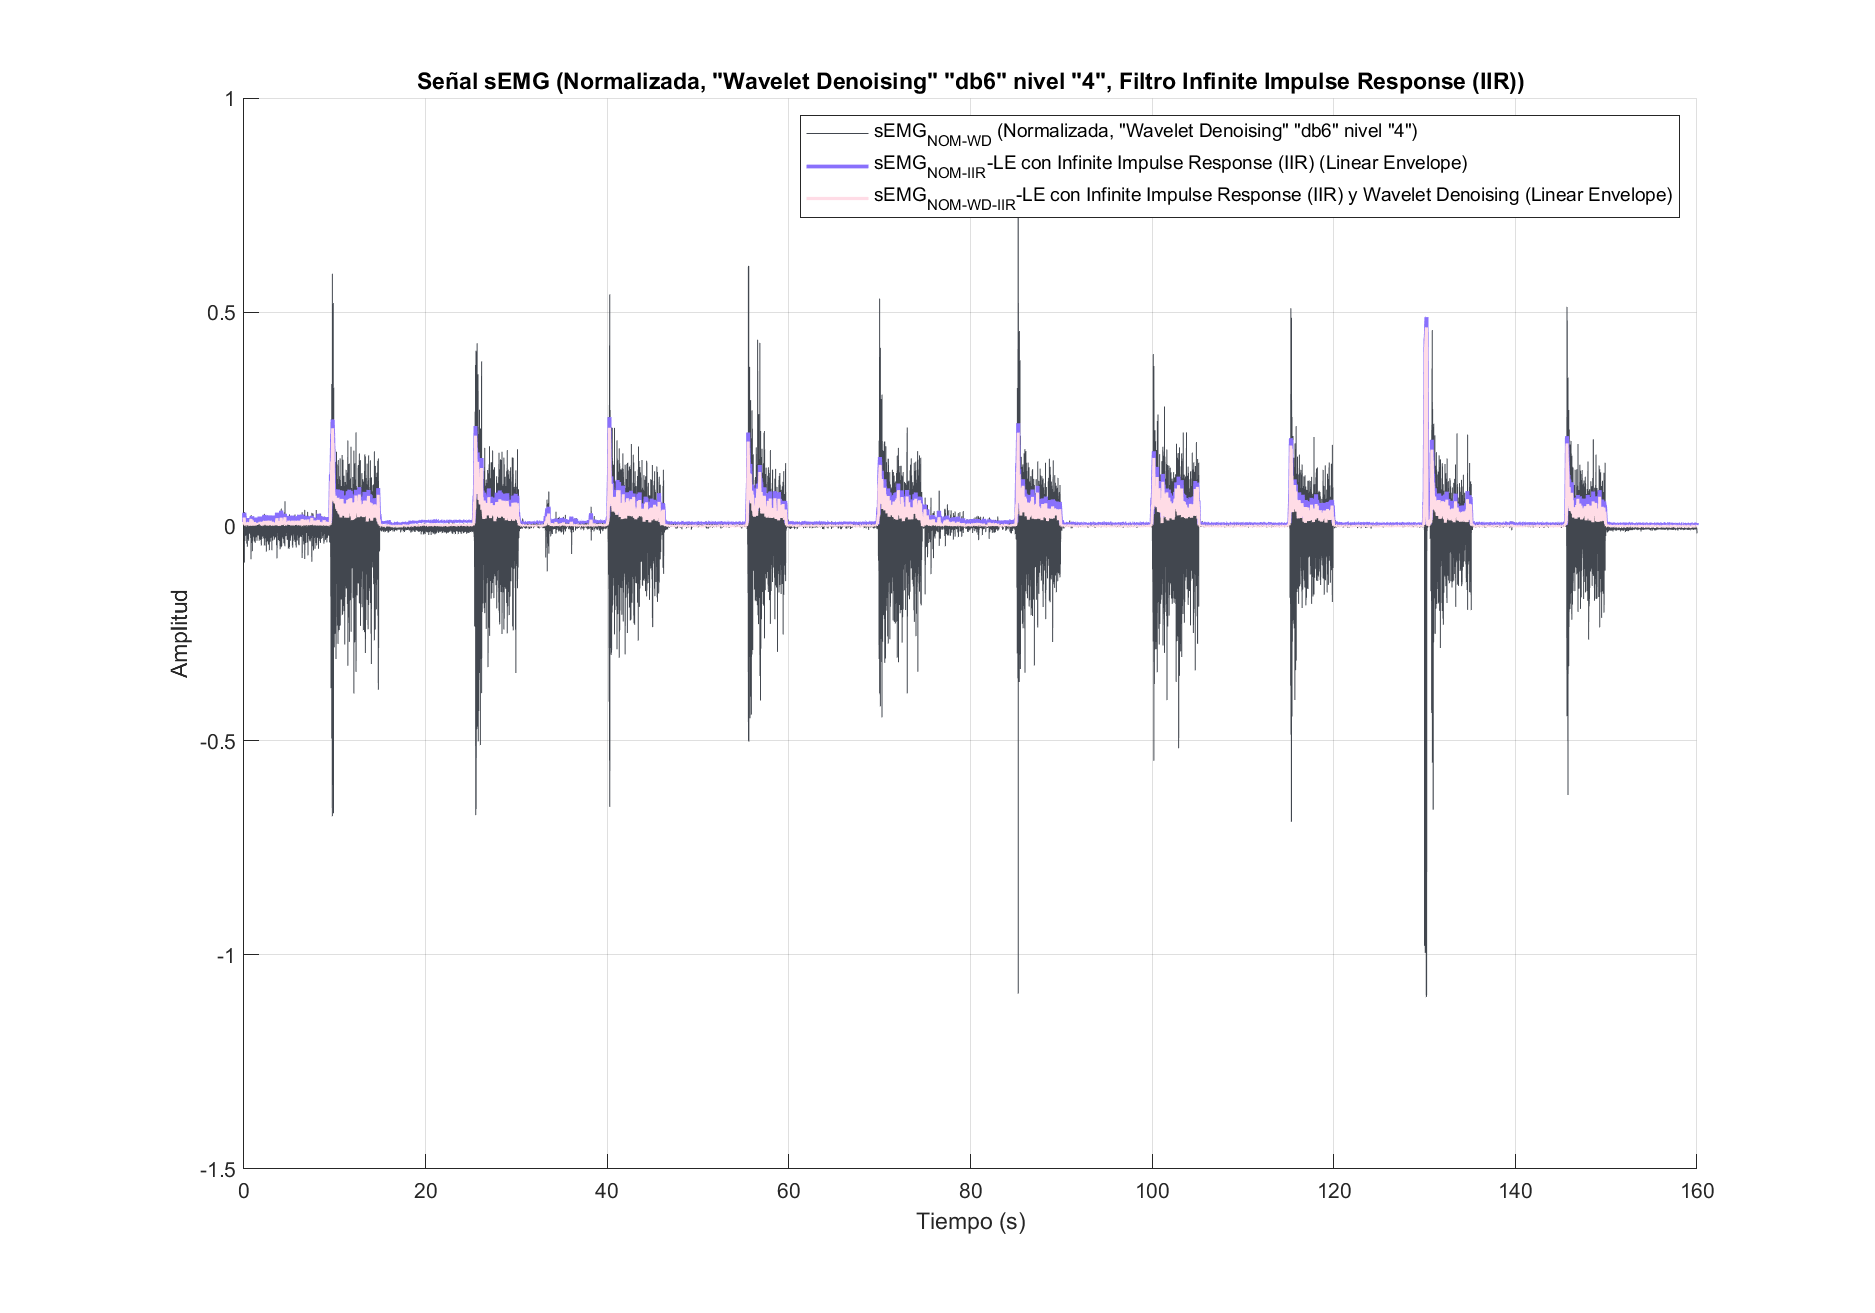 Señal sEMG (Normalizada, "Wavelet Denoising" "db6" nivel "4", Filtro Infinite Impulse Response (IIR))
sEMG_NOM-WD (Normalizada, "Wavelet Denoising" "db6" nivel "4")
sEMG_NOM-IIR-LE con Infinite Impulse Response (IIR) (Linear Envelope)
sEMG_NOM-WD-IIR-LE con Infinite Impulse Response (IIR) y Wavelet Denoising (Linear Envelope)
1
0.5
0
-0.5
-1
-1.5
Amplitud
0 20 40 60 80 100 120 140 160
Tiempo (s)